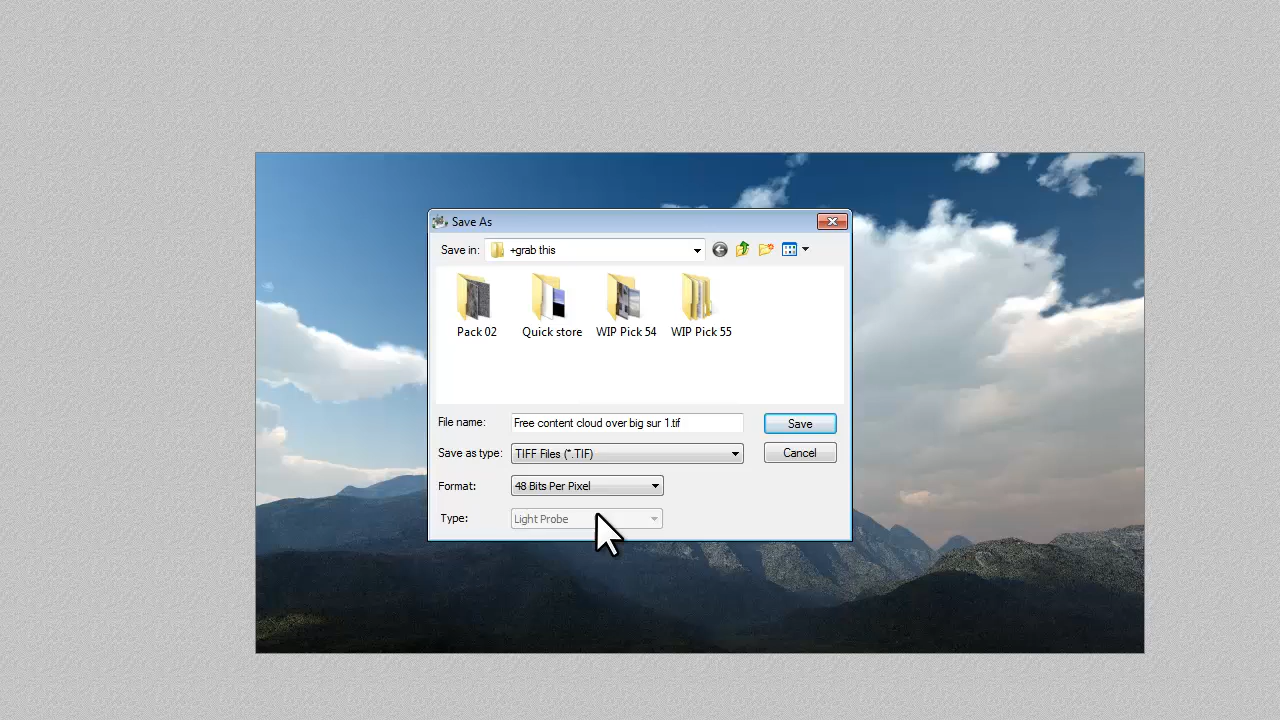 Save As
Save in: +grab this
Pack 02 Quick store WIP Pick 54 WIP Pick 55
File name: Free content cloud over big sur 1.tif Save
Save as type: TIFF Files (*.TIF) Cancel
Format: 48 Bits Per Pixel
Type: Light Probe